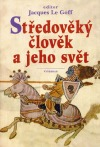 editor
Jacques Le Goff
Středověký
člověk
a jeho svět